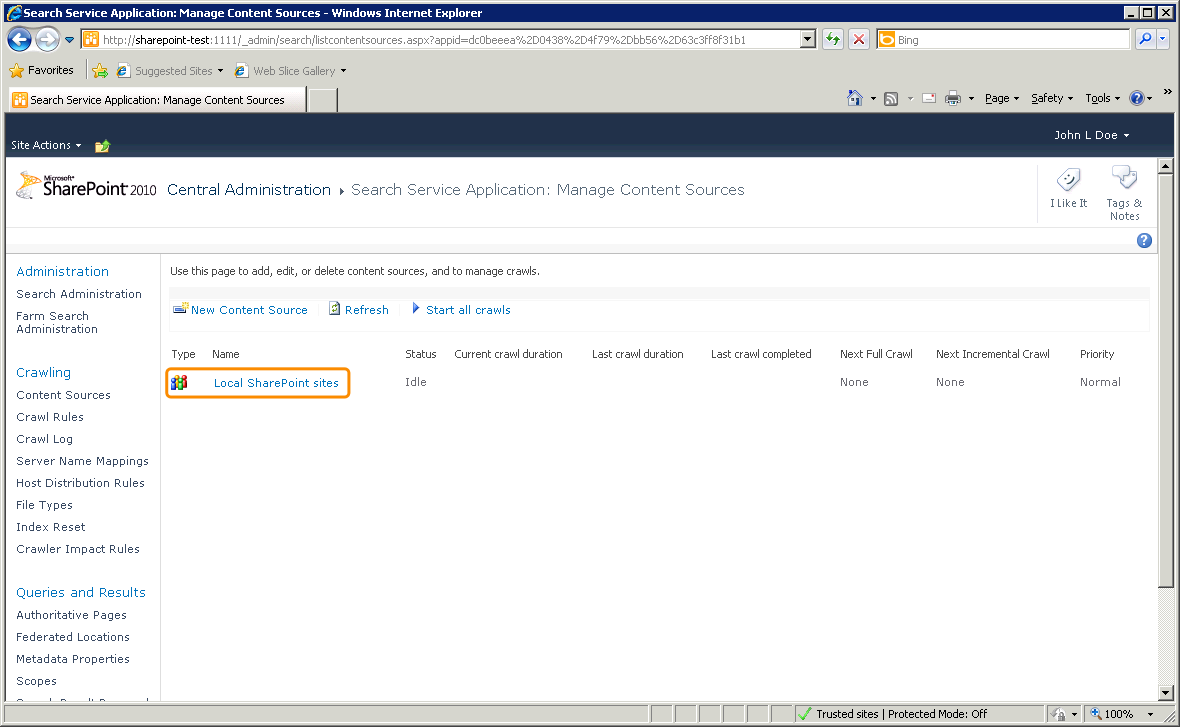 Search Service Application: Manage Content Sources - Windows Internet Explorer
http://sharepoint-test:1111/_admin/search/listcontentsources.aspx?appid=dc0beeea%2D0438%2D4f79%2Dbb56%2D63c3ff8f31b1
Bing
Favorites
Suggested Sites
Web Slice Gallery
Search Service Application: Manage Content Sources
Page
Safety
Tools
»
John L Doe
Site Actions
Microsoft®
SharePoint 2010
Central Administration
Search Service Application: Manage Content Sources
I Like It
Tags &
Notes
Administration
Search Administration
Farm Search
Administration
Crawling
Content Sources
Crawl Rules
Crawl Log
Server Name Mappings
Host Distribution Rules
File Types
Index Reset
Crawler Impact Rules
Queries and Results
Authoritative Pages
Federated Locations
Metadata Properties
Scopes
Use this page to add, edit, or delete content sources, and to manage crawls.
New Content Source
Refresh
Start all crawls
Type Name Status Current crawl duration Last crawl duration Last crawl completed Next Full Crawl Next Incremental Crawl Priority
Local SharePoint sites Idle None None Normal
Trusted sites | Protected Mode: Off
100%